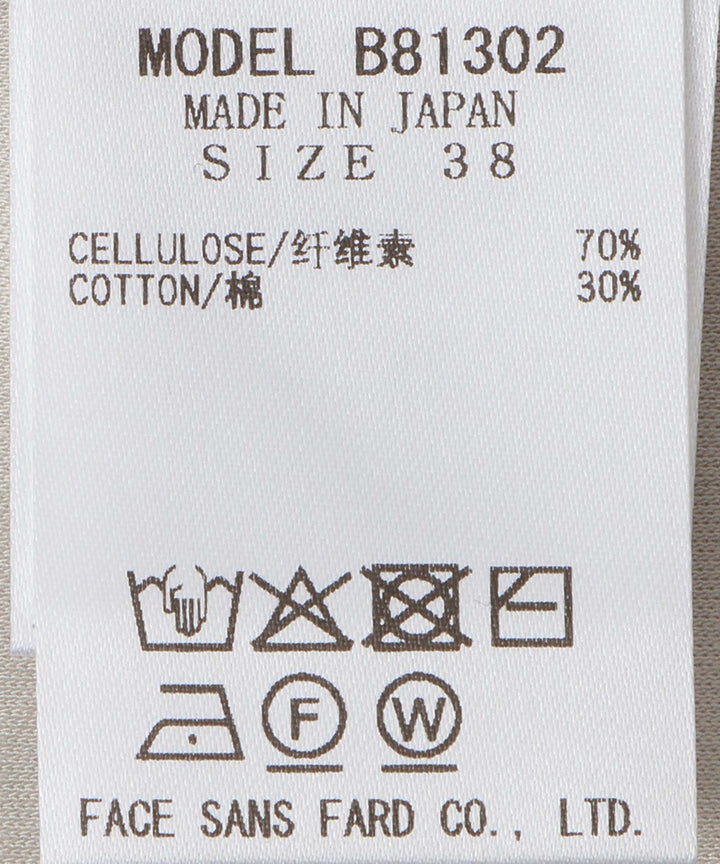 MODEL B81302
MADE IN JAPAN
SIZE 38
CELLULOSE/纤维素 70%
COTTON/棉 30%
F W
FACE SANS FARD CO., LTD.